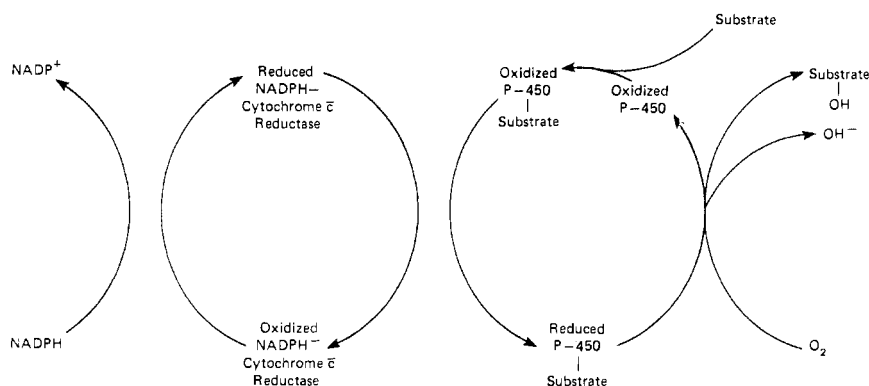 Substrate
NADP+
Reduced
NADPH—
Cytochrome c̅
Reductase
Oxidized
P-450
Substrate
Oxidized
P-450
Substrate
OH
OH−
NADPH
Oxidized
NADPH−
Cytochrome c̅
Reductase
Reduced
P-450
Substrate
O2